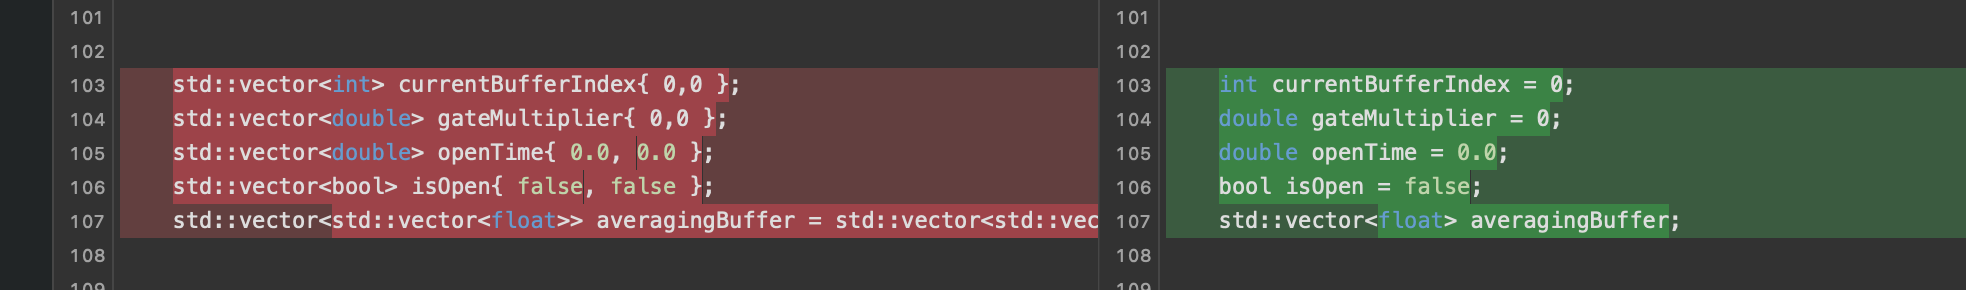 101
102
103 std::vector<int> currentBufferIndex{ 0,0 };
104 std::vector<double> gateMultiplier{ 0,0 };
105 std::vector<double> openTime{ 0.0, 0.0 };
106 std::vector<bool> isOpen{ false, false };
107 std::vector<std::vector<float>> averagingBuffer = std::vector<std::vec
108
109
101
102
103 int currentBufferIndex = 0;
104 double gateMultiplier = 0;
105 double openTime = 0.0;
106 bool isOpen = false;
107 std::vector<float> averagingBuffer;
108
109